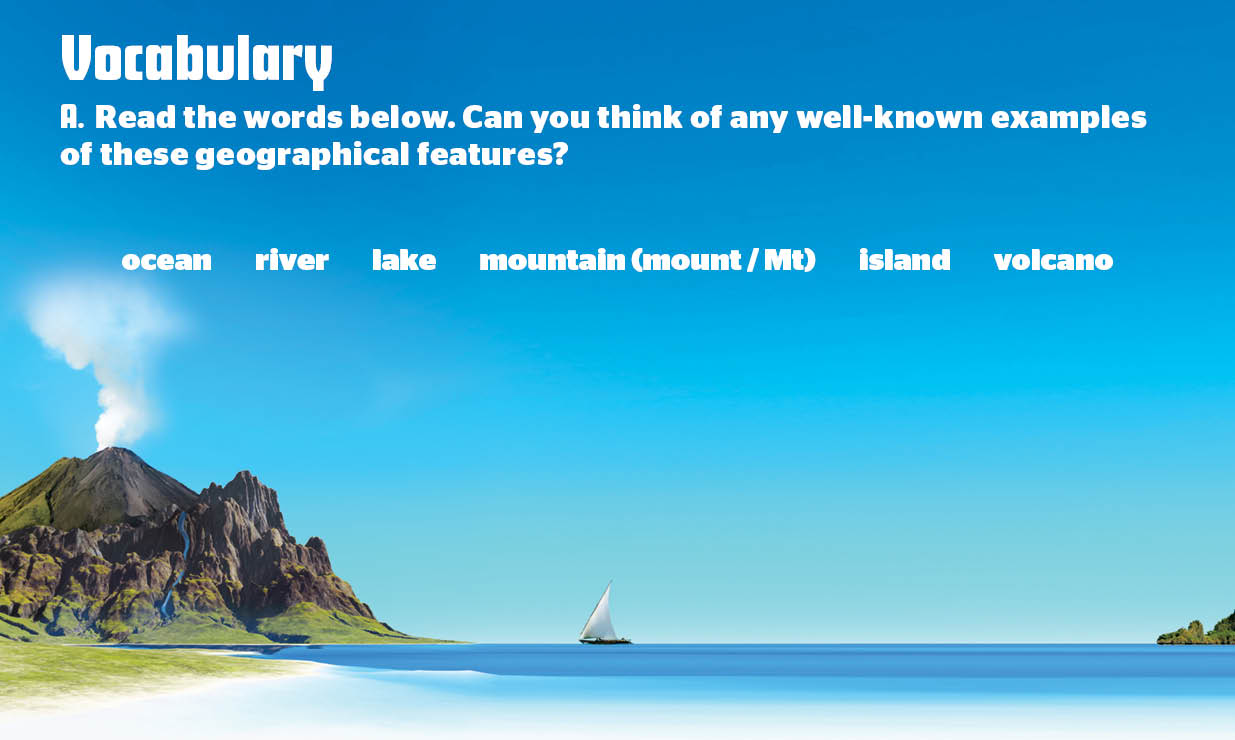 Vocabulary
A. Read the words below. Can you think of any well-known examples
of these geographical features?
ocean river lake mountain (mount / Mt) island volcano